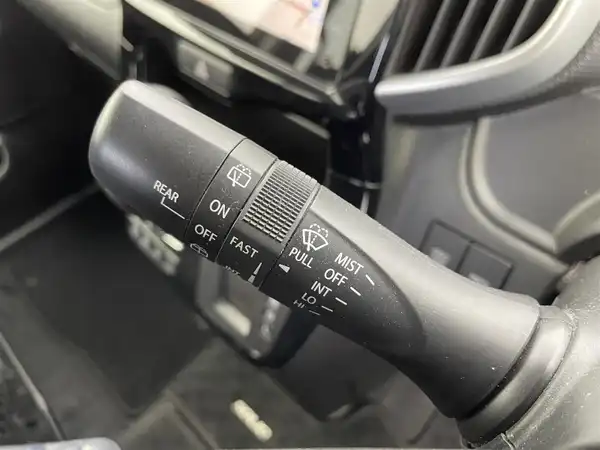 REAR
ON
OFF
FAST
PULL
MIST
OFF
INT
LO
HI